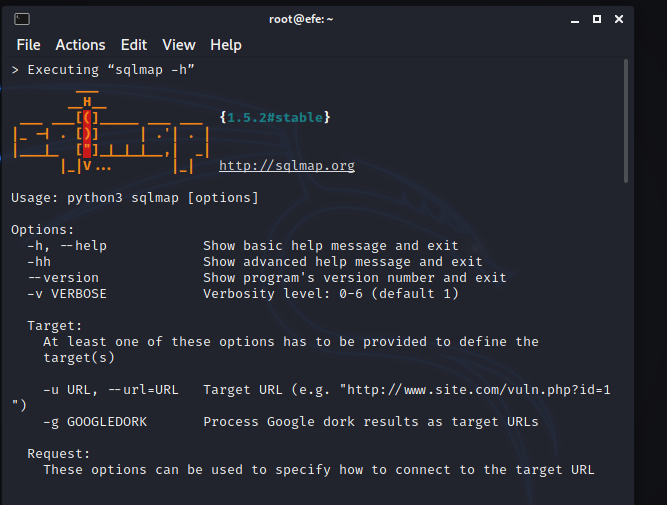 root@efe: ~
File Actions Edit View Help
> Executing “sqlmap -h”
        ___
       __H__
 ___ ___[(]_____ ___ ___  {1.5.2#stable}
|_ -| . [)]     | .'| . |
|___|_  ["]_|_|_|__,|  _|
      |_|V...       |_|   http://sqlmap.org
Usage: python3 sqlmap [options]
Options:
-h, --help Show basic help message and exit
-hh Show advanced help message and exit
--version Show program's version number and exit
-v VERBOSE Verbosity level: 0-6 (default 1)
Target:
At least one of these options has to be provided to define the
target(s)
-u URL, --url=URL Target URL (e.g. "http://www.site.com/vuln.php?id=1
")
-g GOOGLEDORK Process Google dork results as target URLs
Request:
These options can be used to specify how to connect to the target URL